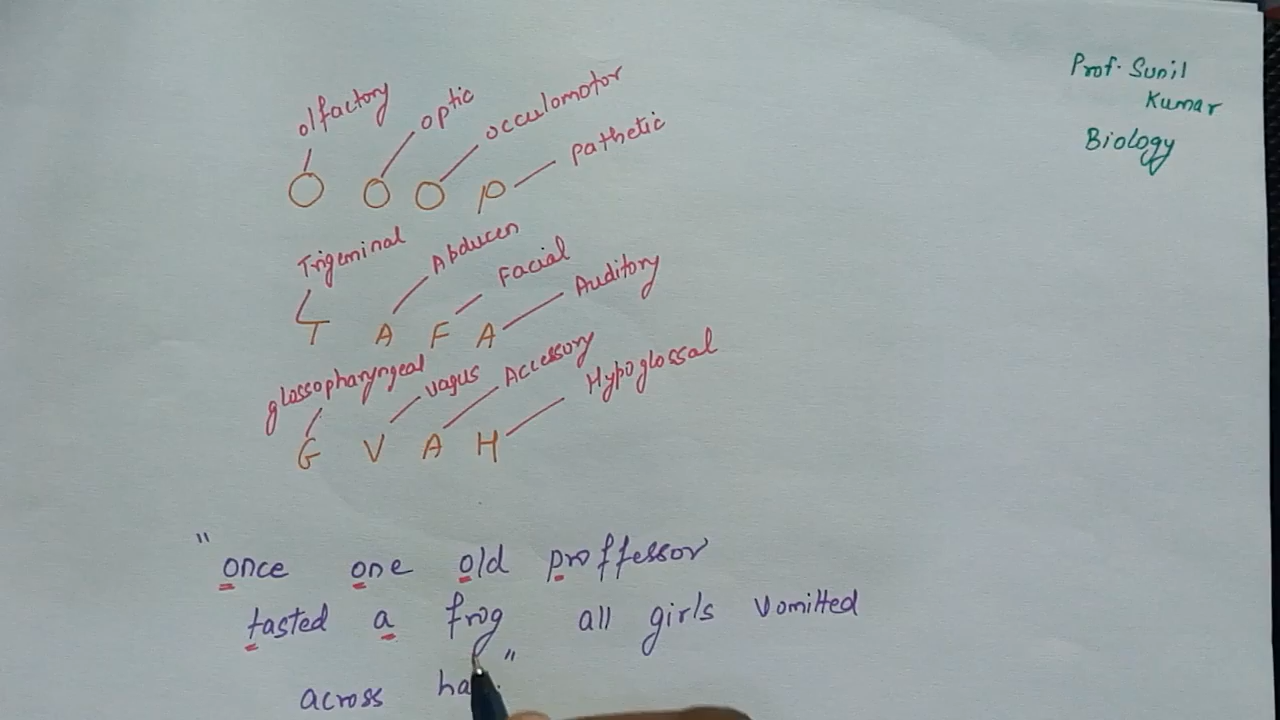 olfactory optic occulomotor pathetic
O O O P
Trigeminal Abducen Facial Auditory
T A F A
glossopharyngeal vagus Accessory Hypoglossal
G V A H
Prof. Sunil
Kumar
Biology
"once one old proffessor
tasted a frog all girls vomitted
across"